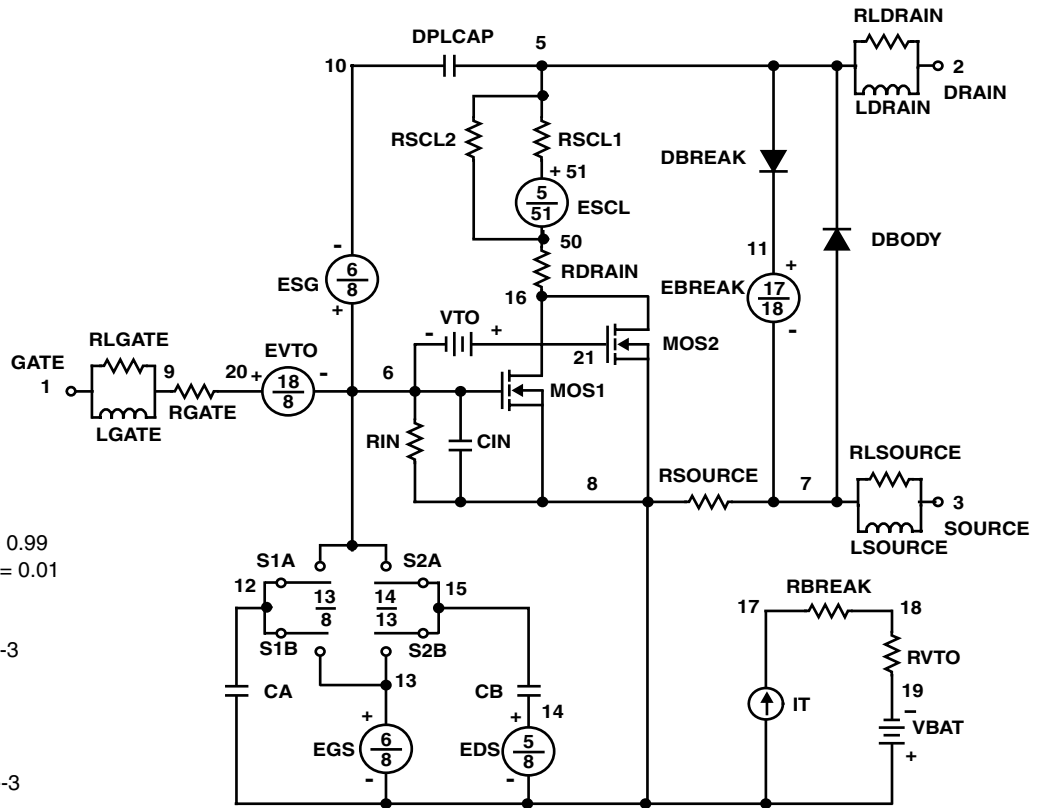 RLDRAIN
DPLCAP
5
10
2
DRAIN
LDRAIN
RSCL2
RSCL1
DBREAK
+ 51
5
51
ESCL
50
DBODY
11
-
6
8
ESG
+
RDRAIN
16
EBREAK
+
17
18
-
VTO
-
+
21
MOS2
RLGATE
GATE
1
9
LGATE
RGATE
20
EVTO
+
18
8
-
6
MOS1
RIN
CIN
RSOURCE
8
7
RLSOURCE
3
SOURCE
LSOURCE
0.99
= 0.01
S1A
S2A
12
13
8
14
13
15
S1B
S2B
-3
RBREAK
17
18
RVTO
13
CA
CB
14
19
IT
-
VBAT
+
+
EGS
6
8
-
+
EDS
5
8
-
-3